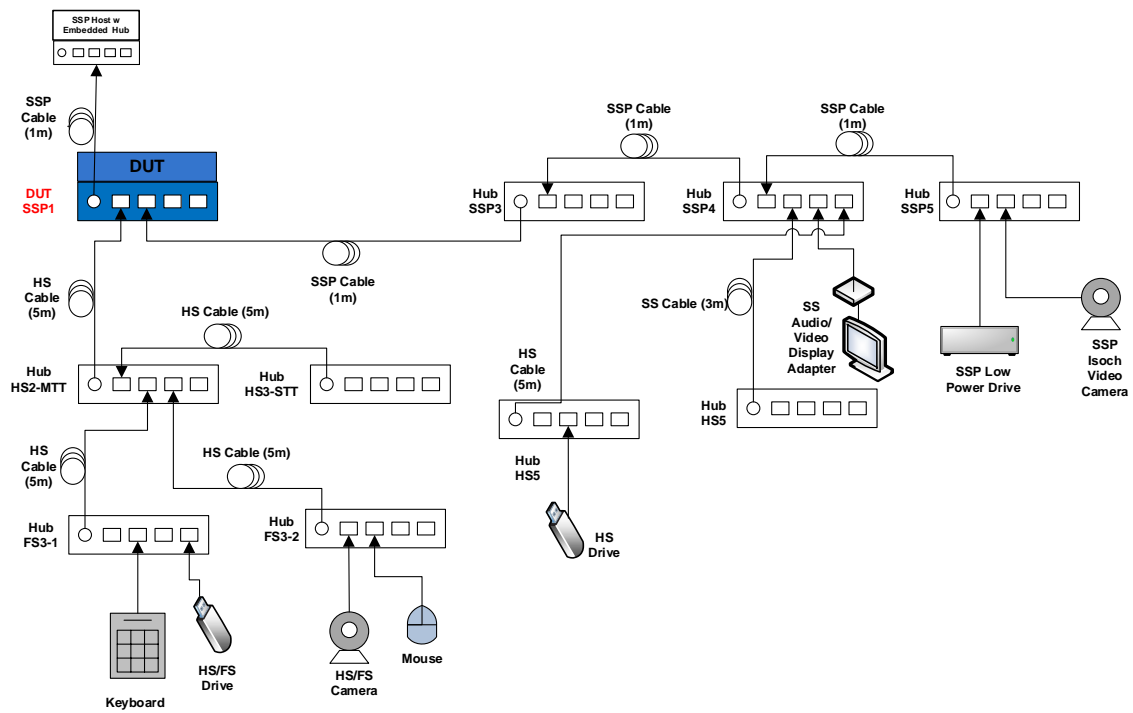 SSP Host w
Embedded Hub
SSP
Cable
(1m)
DUT
DUT
SSP1
SSP Cable
(1m)
SSP Cable
(1m)
Hub
SSP3
Hub
SSP4
Hub
SSP5
SSP Cable
(1m)
HS
Cable
(5m)
HS Cable (5m)
Hub
HS2-MTT
Hub
HS3-STT
SS Cable (3m)
SS
Audio/
Video
Display
Adapter
HS
Cable
(5m)
SSP Low
Power Drive
SSP
Isoch
Video
Camera
Hub
HS5
Hub
HS5
HS
Drive
HS
Cable
(5m)
HS Cable (5m)
Hub
FS3-1
Hub
FS3-2
Keyboard
HS/FS
Drive
HS/FS
Camera
Mouse